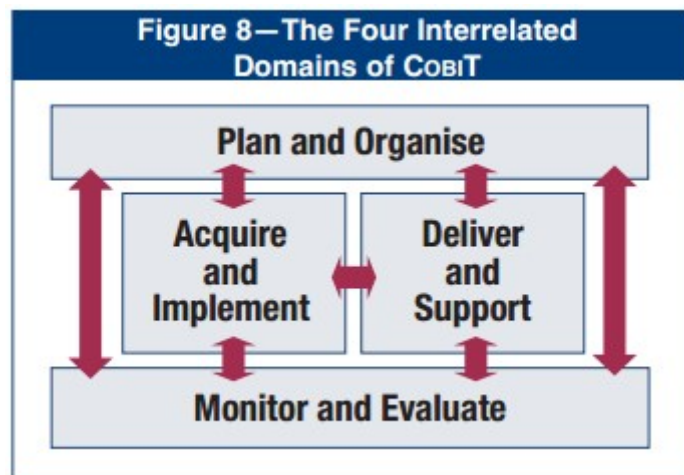 Figure 8—The Four Interrelated
Domains of COBIT
Plan and Organise
Acquire
and
Implement
Deliver
and
Support
Monitor and Evaluate